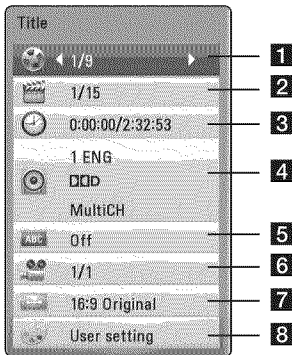 Title
1/9 1
1/15 2
0:00:00/2:32:53 3
1 ENG
D 4
MultiCH
ABC Off 5
1/1 6
16:9 Original 7
User setting 8